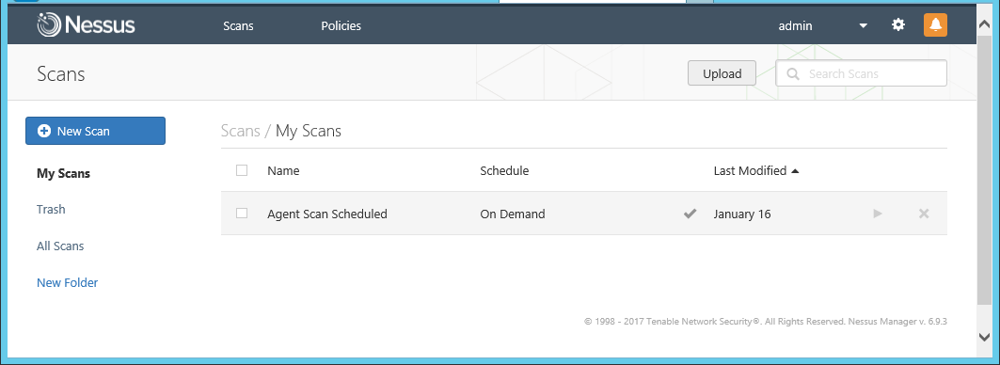 Nessus Scans Policies admin
Scans Upload Search Scans
New Scan
Scans / My Scans
My Scans
Name Schedule Last Modified
Trash
Agent Scan Scheduled On Demand January 16
All Scans
New Folder
© 1998 - 2017 Tenable Network Security®. All Rights Reserved. Nessus Manager v. 6.9.3